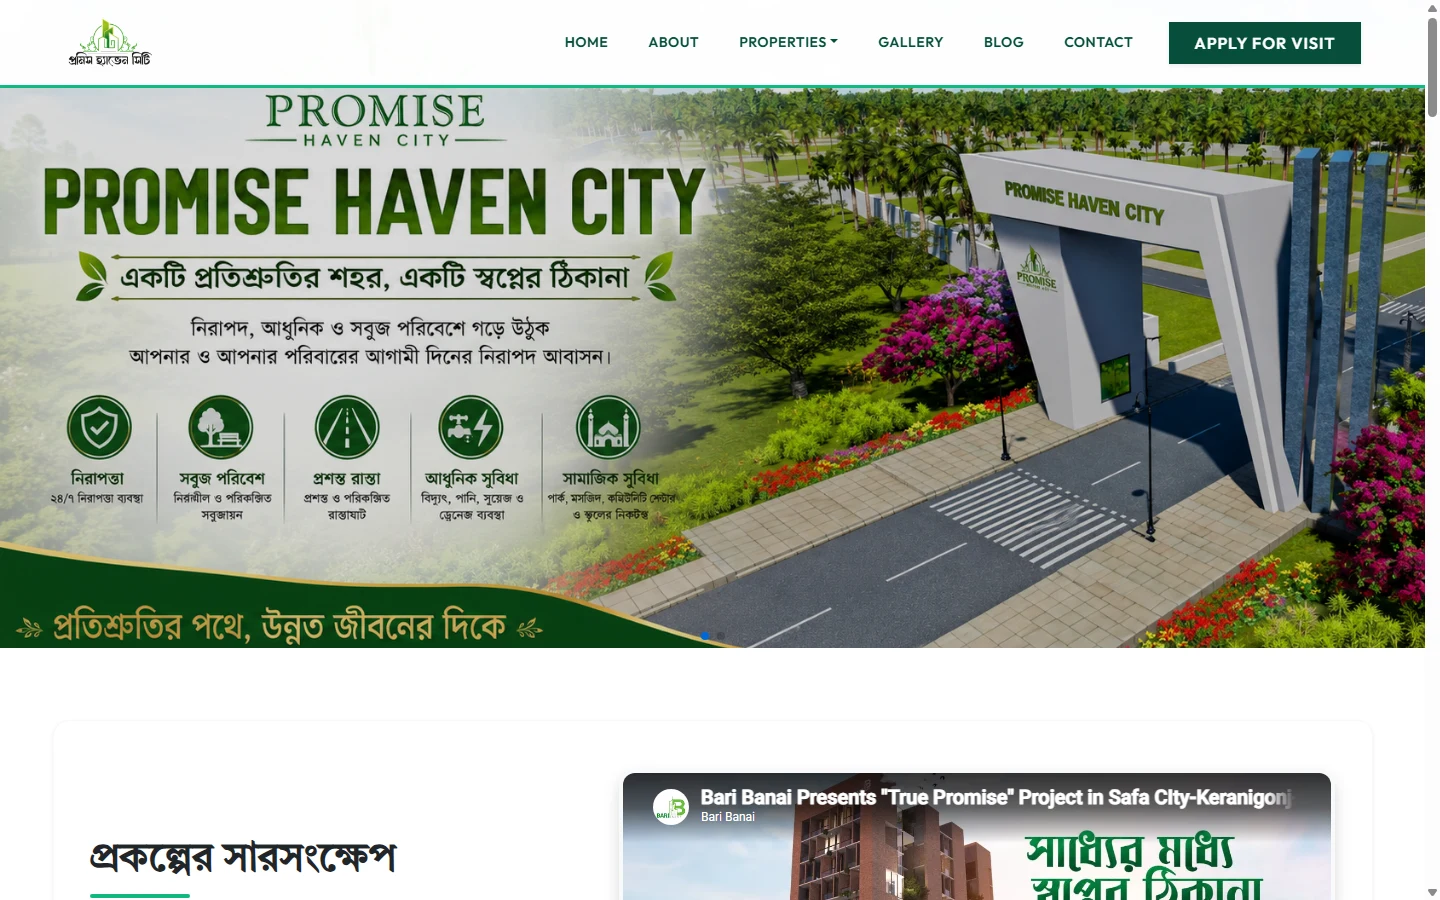 প্রমিস হ্যাভেন সিটি
HOME
ABOUT
PROPERTIES
GALLERY
BLOG
CONTACT
APPLY FOR VISIT
PROMISE
HAVEN CITY
PROMISE HAVEN CITY
একটি প্রতিশ্রুতির শহর, একটি স্বপ্নের ঠিকানা
নিরাপদ, আধুনিক ও সবুজ পরিবেশে গড়ে উঠুক
আপনার ও আপনার পরিবারের আগামী দিনের নিরাপদ আবাসন।
নিরাপত্তা
২৪/৭ নিরাপত্তা ব্যবস্থা
সবুজ পরিবেশ
ও পরিকল্পিত
সবুজায়ন
প্রশস্ত রাস্তা
প্রশস্ত ও পরিকল্পিত
রাস্তাঘাট
আধুনিক সুবিধা
বিদ্যুৎ, পানি, সুয়েজ ও
ড্রেনেজ ব্যবস্থা
সামাজিক সুবিধা
পার্ক, মসজিদ, কমিউনিটি সেন্টার
ও স্কুলের
প্রতিশ্রুতির পথে, উন্নত জীবনের দিকে
PROMISE HAVEN CITY
PROMISE
প্রকল্পের সারসংক্ষেপ
Bari Banai Presents "True Promise" Project in Safa CIty-Keranigonj
Bari Banai
সাধ্যের মধ্যে
স্বপ্নের ঠিকানা